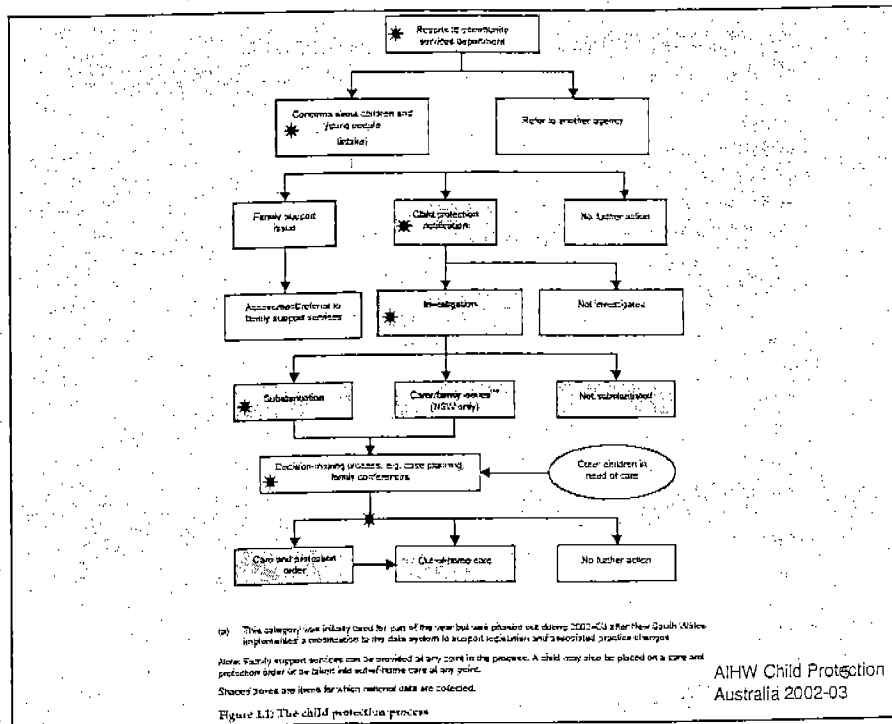 Reports to community
services department
Concerns about children and
young people
(intake)
Refer to another agency
Family support
issue
Child protection
notification
No further action
Assessment/referral to
family support services
Investigation
Not investigated
Substantiation
Carer/family issues(a)
(NSW only)
Not substantiated
Decision-making process, e.g. case planning,
family conferences
Other children in
need of care
Care and protection
order
Out-of-home care
No further action
(a) This category was initially used for part of the year but was phased out during 2002–03 after New South Wales
implemented a modification to the data system to support legislation and associated practice changes
Note: Family support services can be provided at any point in the process. A child may also be placed on a care and
protection order or be taken into out-of-home care at any point.
Shaded boxes are items for which national data are collected.
Figure 1.1: The child protection process
AIHW Child Protection
Australia 2002-03